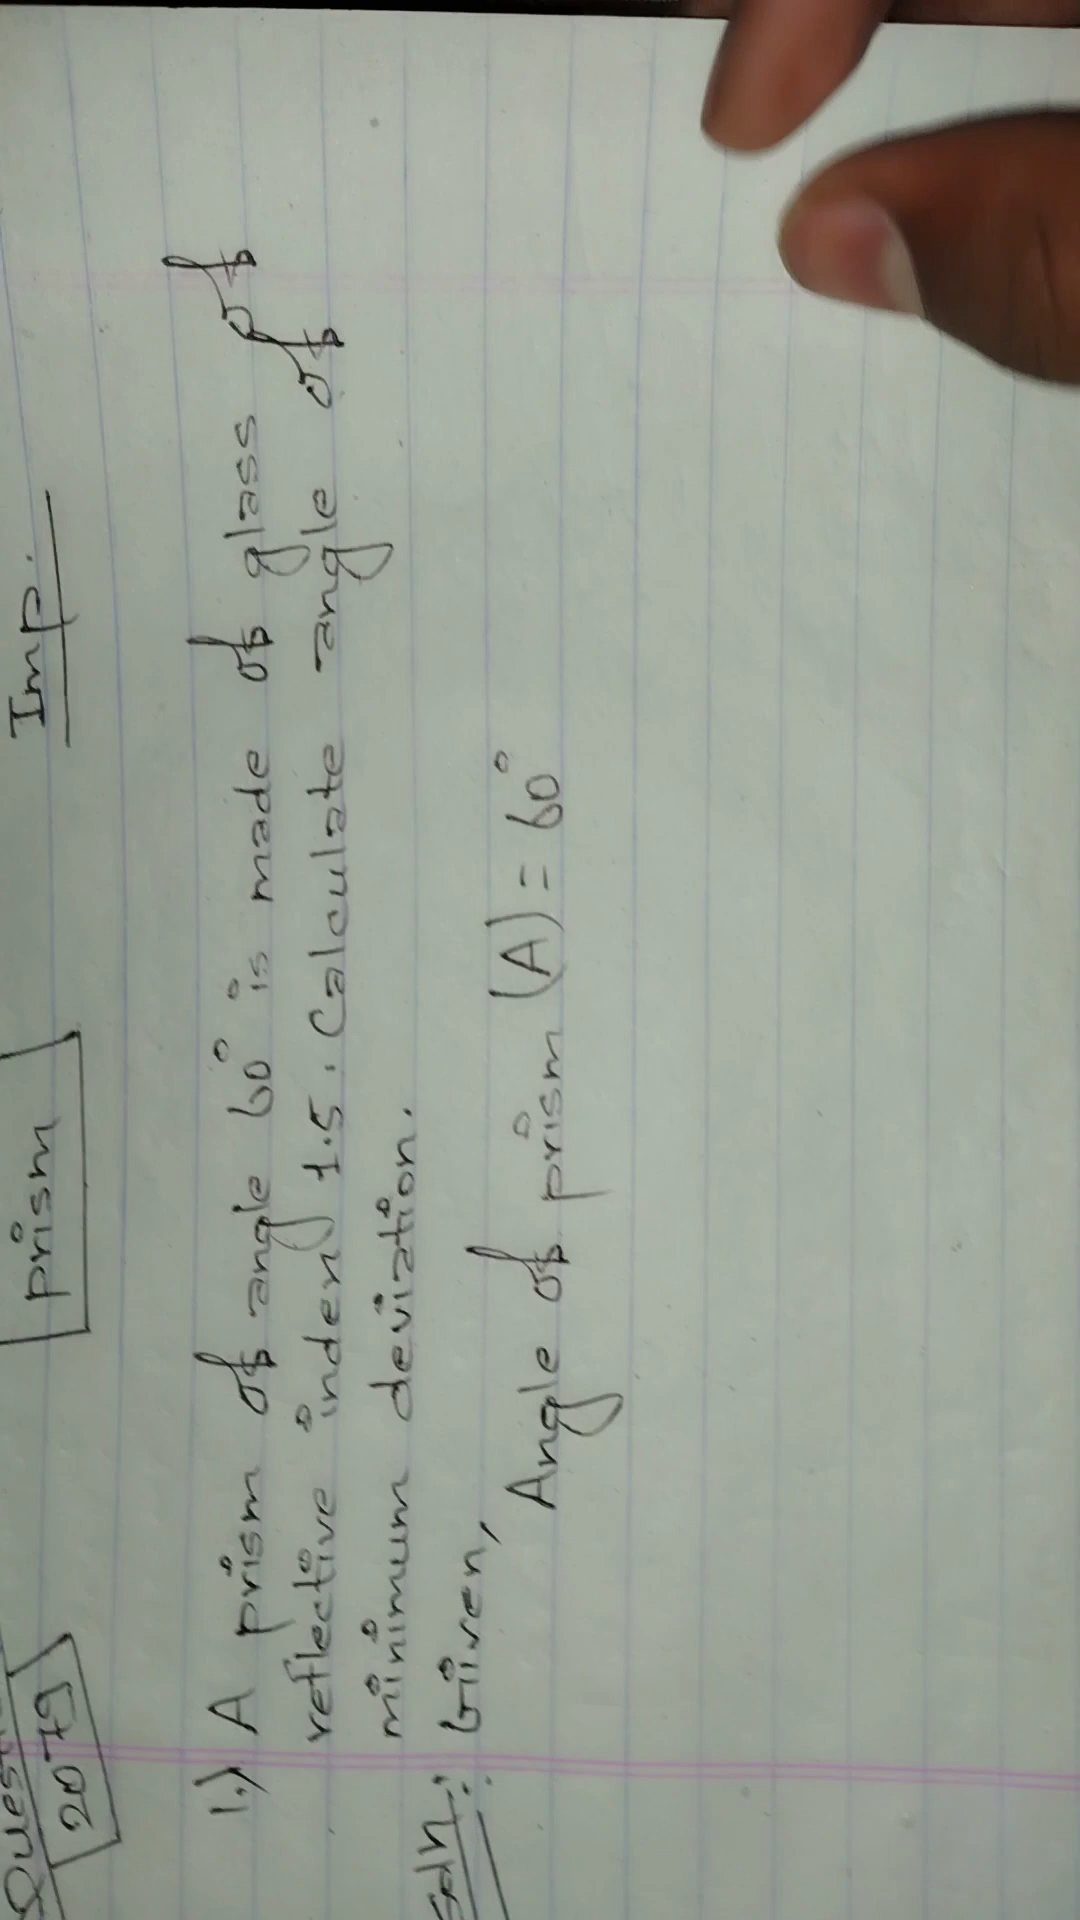 2079
prism Imp.
1.) A prism of angle 60° is made of glass of
reflective index 1.5. Calculate angle of
minimum deviation.
Soln: Given,
Angle of prism (A) = 60°